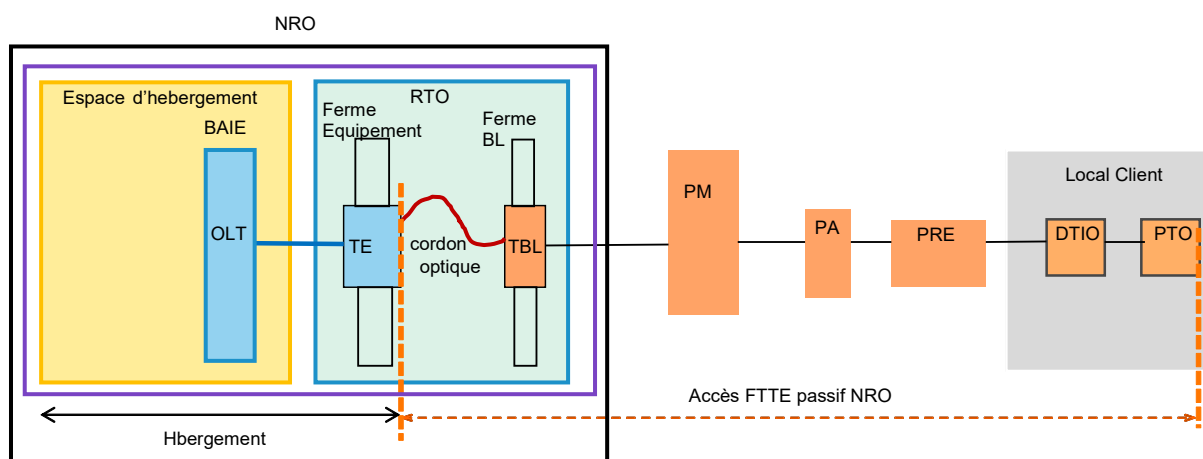 NRO
Espace d'hebergement
BAIE
OLT
RTO
Ferme
Equipement
Ferme
BL
TE
cordon
optique
TBL
PM
PA
PRE
Local Client
DTIO
PTO
Accès FTTE passif NRO
Hbergement